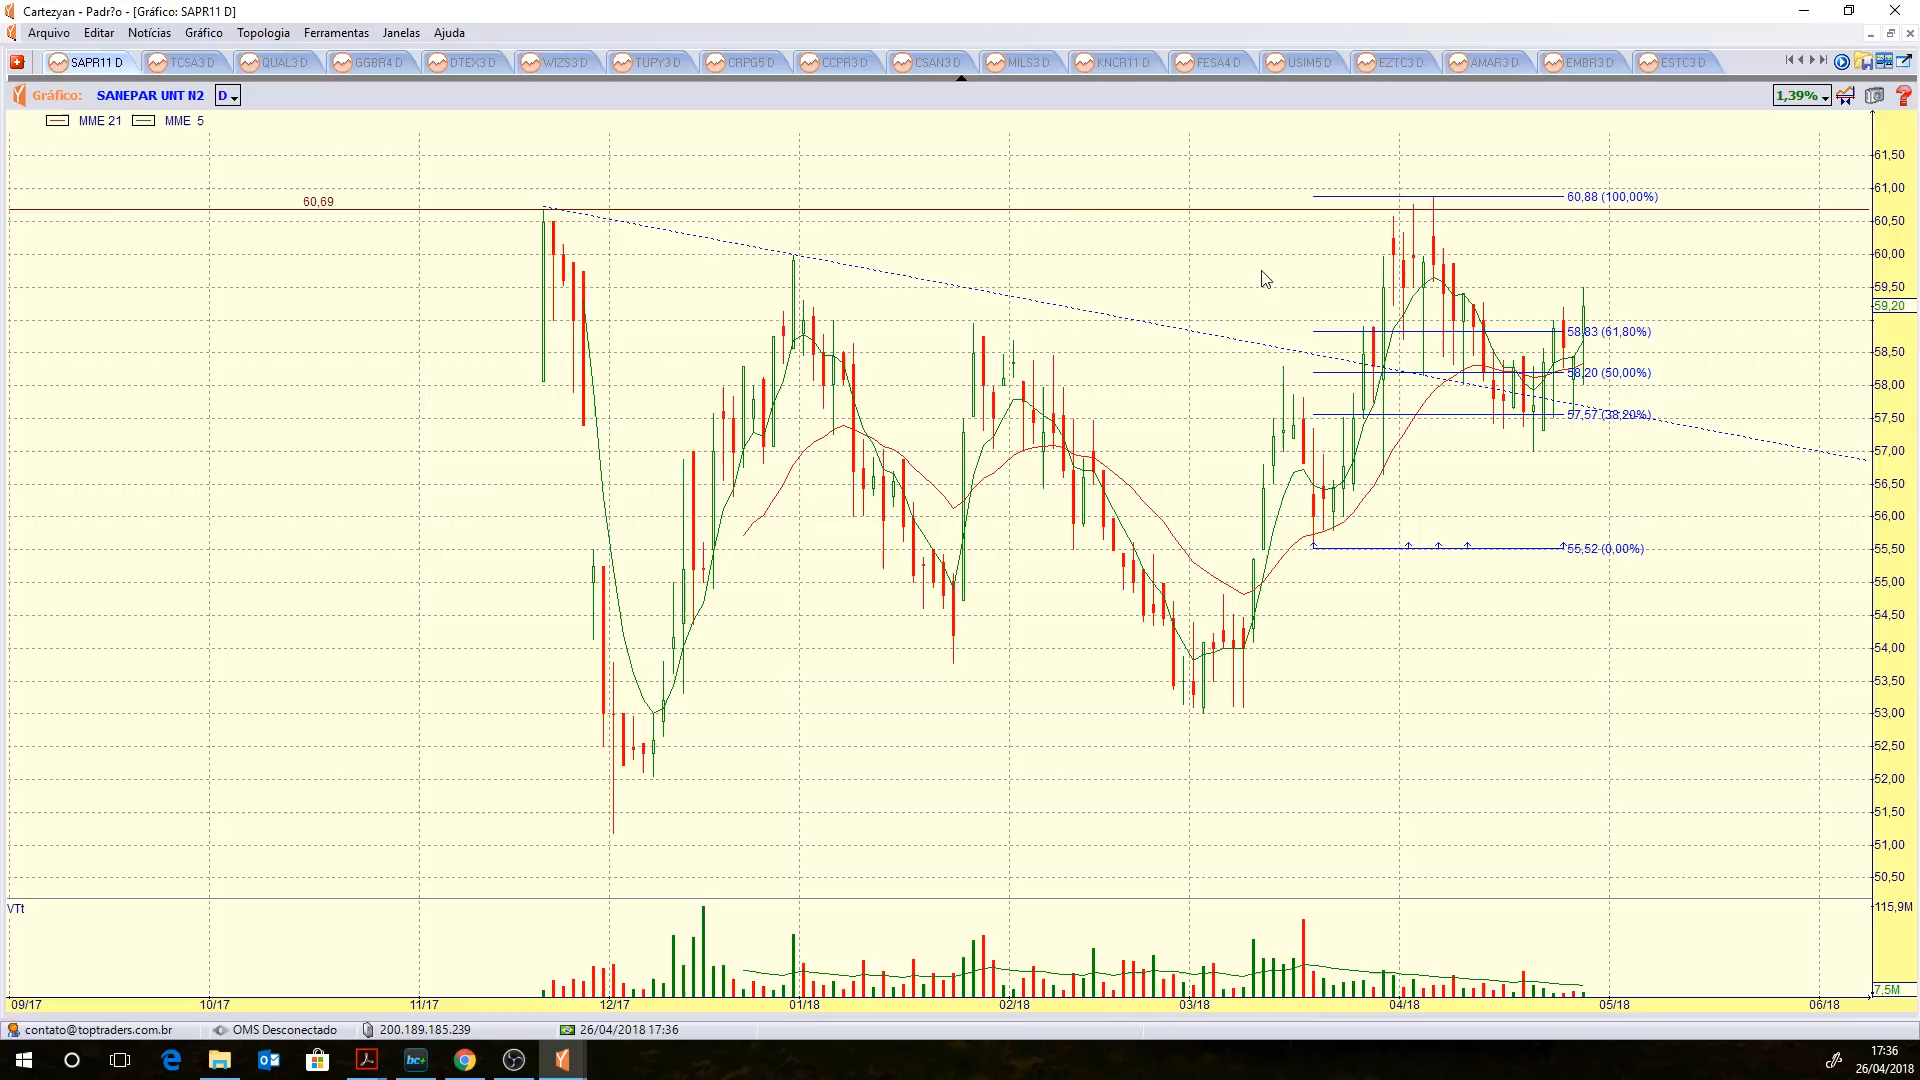 Cartezyan - Padr?o - [Gráfico: SAPR11 D]
Arquivo Editar Notícias Gráfico Topologia Ferramentas Janelas Ajuda
SAPR11 D TCSA3 D QUAL3 D GGBR4 D DTEX3 D WIZS3 D TUPY3 D CRPG5 D CCPR3 D CSAN3 D MILS3 D KNCR11 D FESA4 D USIM5 D EZTC3 D AMAR3 D EMBR3 D ESTC3 D
Gráfico: SANEPAR UNT N2 D 1,39%
MME 21 MME 5
61,50
61,00
60,88 (100,00%)
60,69
60,50
60,00
59,50
59,20
58,83 (61,80%)
58,50
58,20 (50,00%)
58,00
57,57 (38,20%)
57,50
57,00
56,50
56,00
55,50
55,52 (0,00%)
55,00
54,50
54,00
53,50
53,00
52,50
52,00
51,50
51,00
50,50
VTt
115,9M
7,5M
09/17 10/17 11/17 12/17 01/18 02/18 03/18 04/18 05/18 06/18
contato@toptraders.com.br OMS Desconectado 200.189.185.239 26/04/2018 17:36
bc+
17:36
26/04/2018